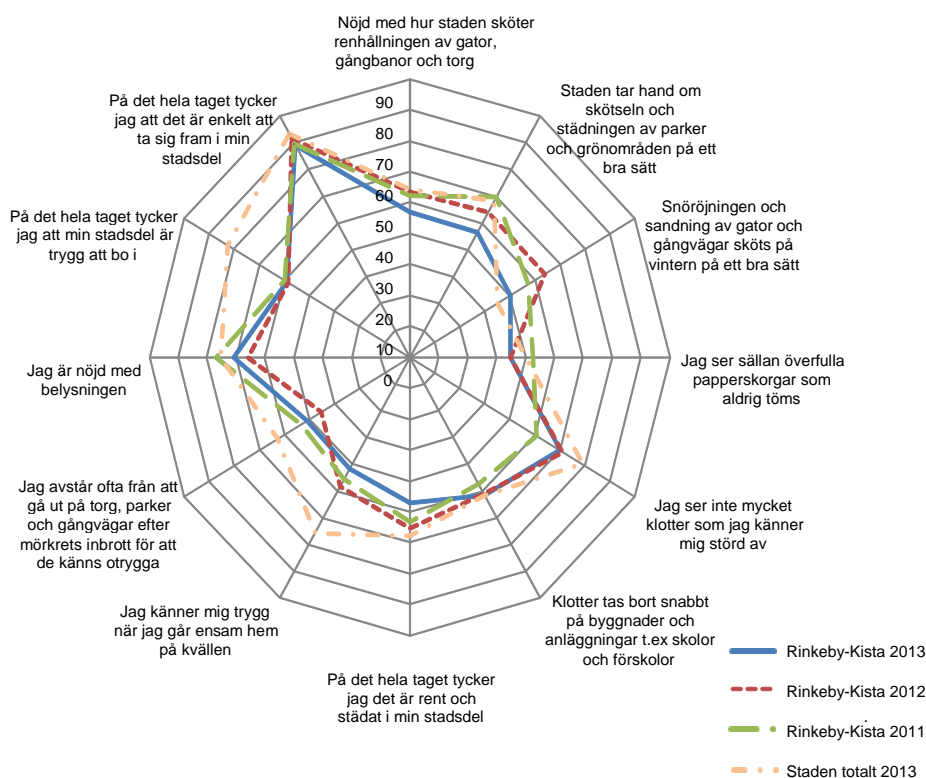 Nöjd med hur staden sköter
renhållningen av gator,
gångbanor och torg
Staden tar hand om
skötseln och
städningen av parker
och grönområden på ett
bra sätt
Snöröjningen och
sandning av gator och
gångvägar sköts på
vintern på ett bra sätt
Jag ser sällan överfulla
papperskorgar som
aldrig töms
Jag ser inte mycket
klotter som jag känner
mig störd av
Klotter tas bort snabbt
på byggnader och
anläggningar t.ex skolor
och förskolor
På det hela taget tycker
jag det är rent och
städat i min stadsdel
Jag känner mig trygg
när jag går ensam hem
på kvällen
Jag avstår ofta från att
gå ut på torg, parker
och gångvägar efter
mörkrets inbrott för att
de känns otrygga
Jag är nöjd med
belysningen
På det hela taget tycker
jag att min stadsdel är
trygg att bo i
På det hela taget tycker
jag att det är enkelt att
ta sig fram i min
stadsdel
90
80
70
60
50
40
30
20
10
0
Rinkeby-Kista 2013
Rinkeby-Kista 2012
Rinkeby-Kista 2011
Staden totalt 2013